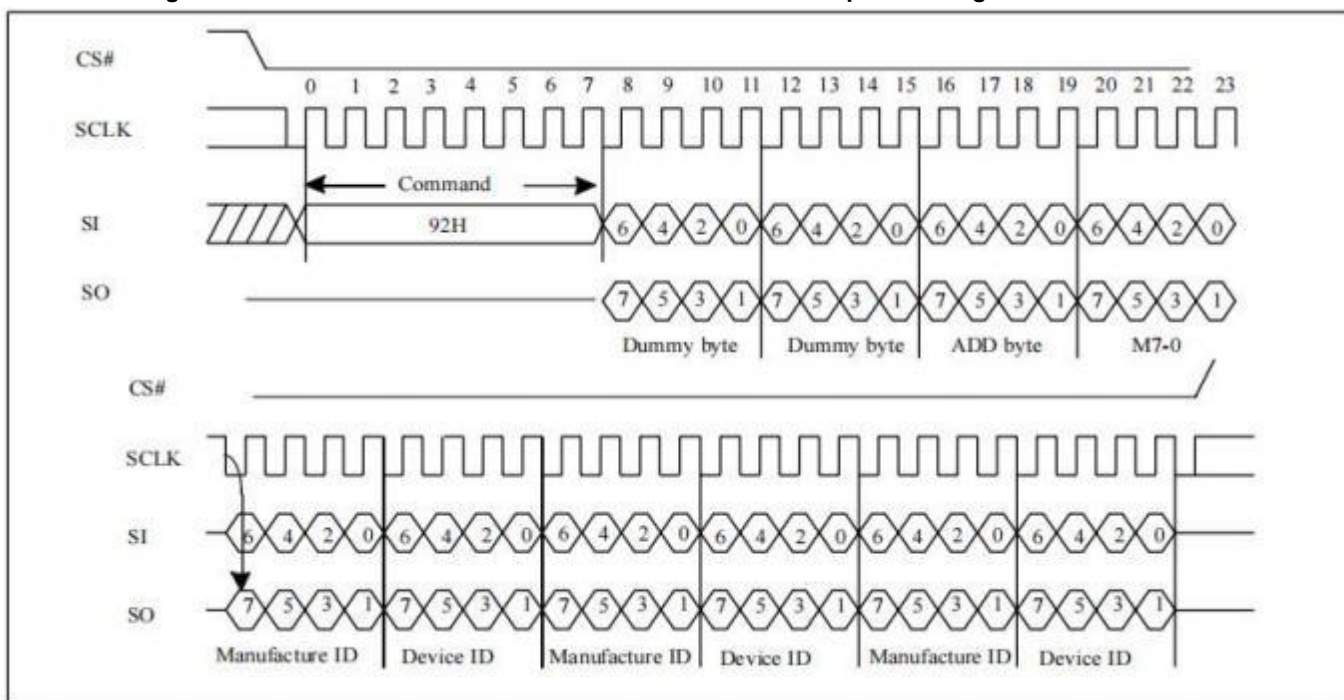 CS#
0 1 2 3 4 5 6 7 8 9 10 11 12 13 14 15 16 17 18 19 20 21 22 23
SCLK
Command
SI 92H 6 4 2 0 6 4 2 0 6 4 2 0 6 4 2 0
SO 7 5 3 1 7 5 3 1 7 5 3 1 7 5 3 1
Dummy byte Dummy byte ADD byte M7-0
CS#
SCLK
SI 6 4 2 0 6 4 2 0 6 4 2 0 6 4 2 0 6 4 2 0 6 4 2 0
SO 7 5 3 1 7 5 3 1 7 5 3 1 7 5 3 1 7 5 3 1 7 5 3 1
Manufacture ID Device ID Manufacture ID Device ID Manufacture ID Device ID